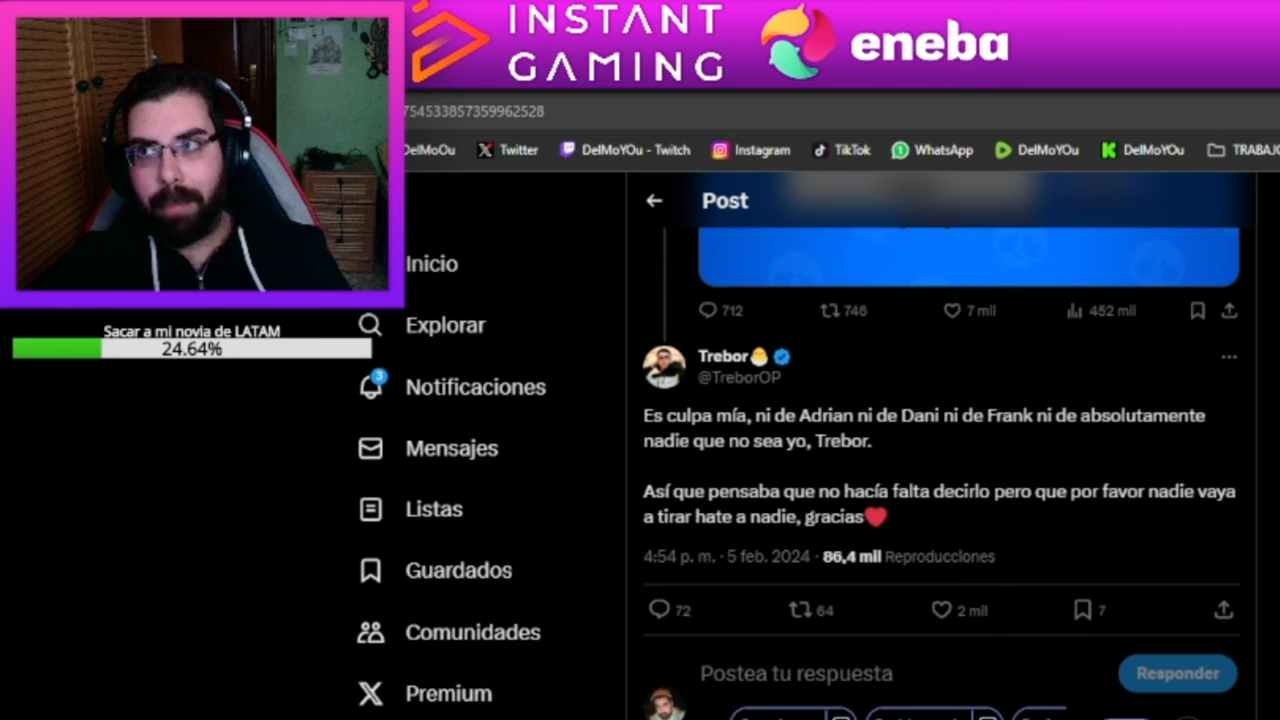 INSTANT
GAMING
eneba
754533857359962528
DelMoOu
Twitter
DelMoYOu - Twitch
Instagram
TikTok
WhatsApp
DelMoYOu
DelMoYOu
TRABAJO
Post
Inicio
712
746
7 mil
452 mil
Sacar a mi novia de LATAM
24.64%
Explorar
3
Notificaciones
Mensajes
Listas
Guardados
Comunidades
Premium
Trebor
@TreborOP
Es culpa mía, ni de Adrian ni de Dani ni de Frank ni de absolutamente
nadie que no sea yo, Trebor.
Así que pensaba que no hacía falta decirlo pero que por favor nadie vaya
a tirar hate a nadie, gracias❤️
4:54 p. m. · 5 feb. 2024 · 86,4 mil Reproducciones
72
64
2 mil
7
Postea tu respuesta
Responder